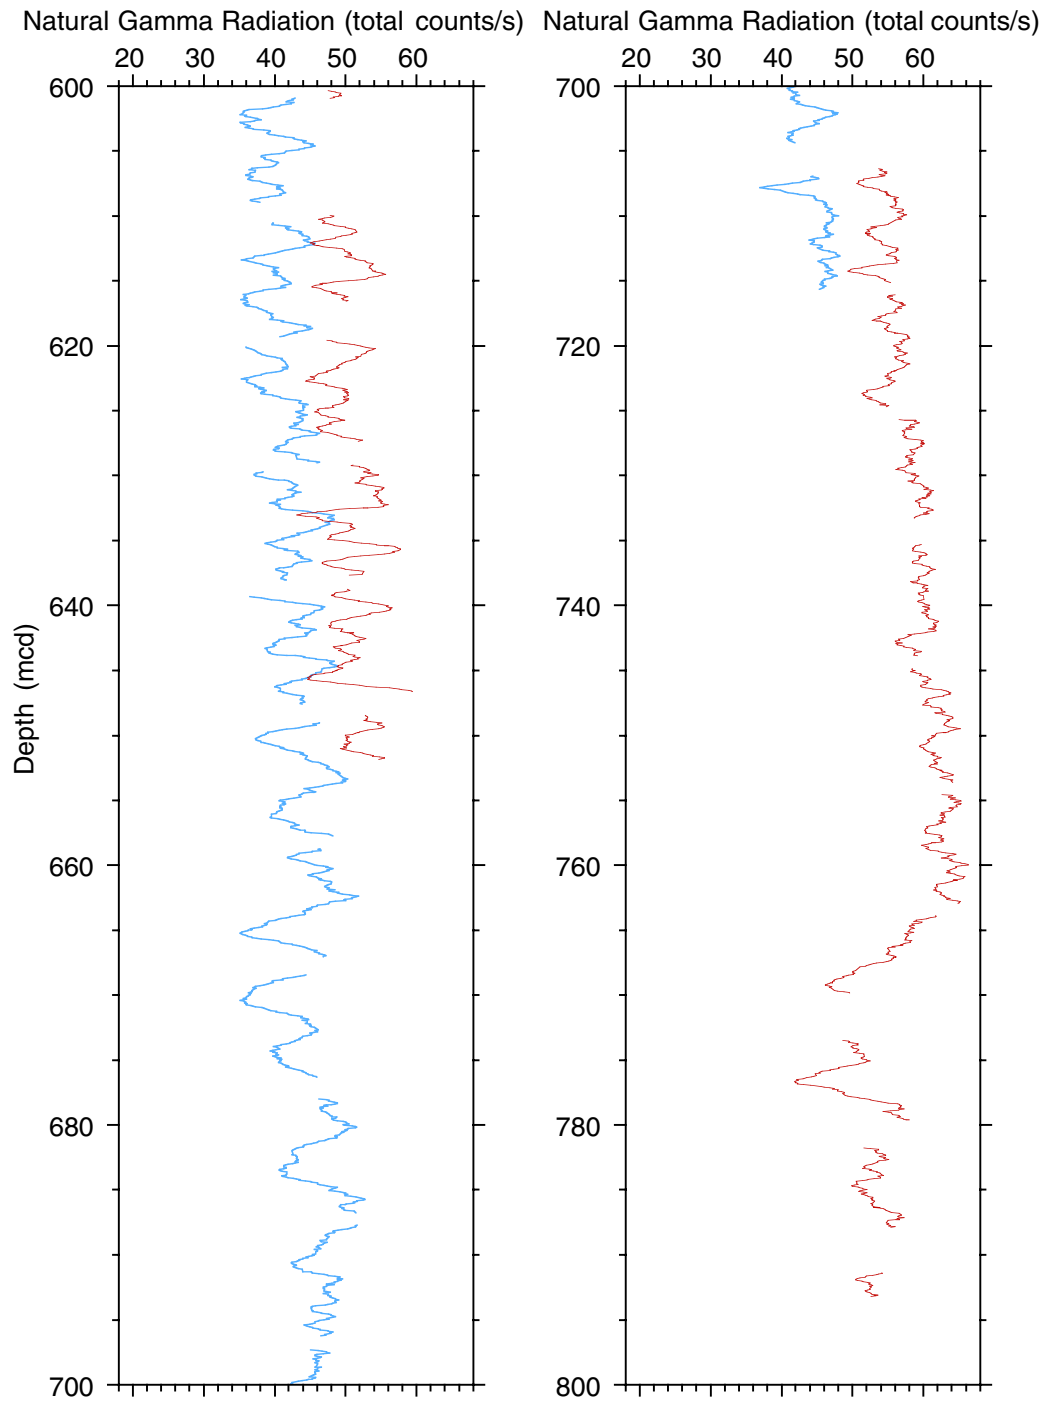 Natural Gamma Radiation (total counts/s) Natural Gamma Radiation (total counts/s)
20 30 40 50 60 20 30 40 50 60
600 700
620 720
640 740
Depth (mcd)
660 760
680 780
700 800